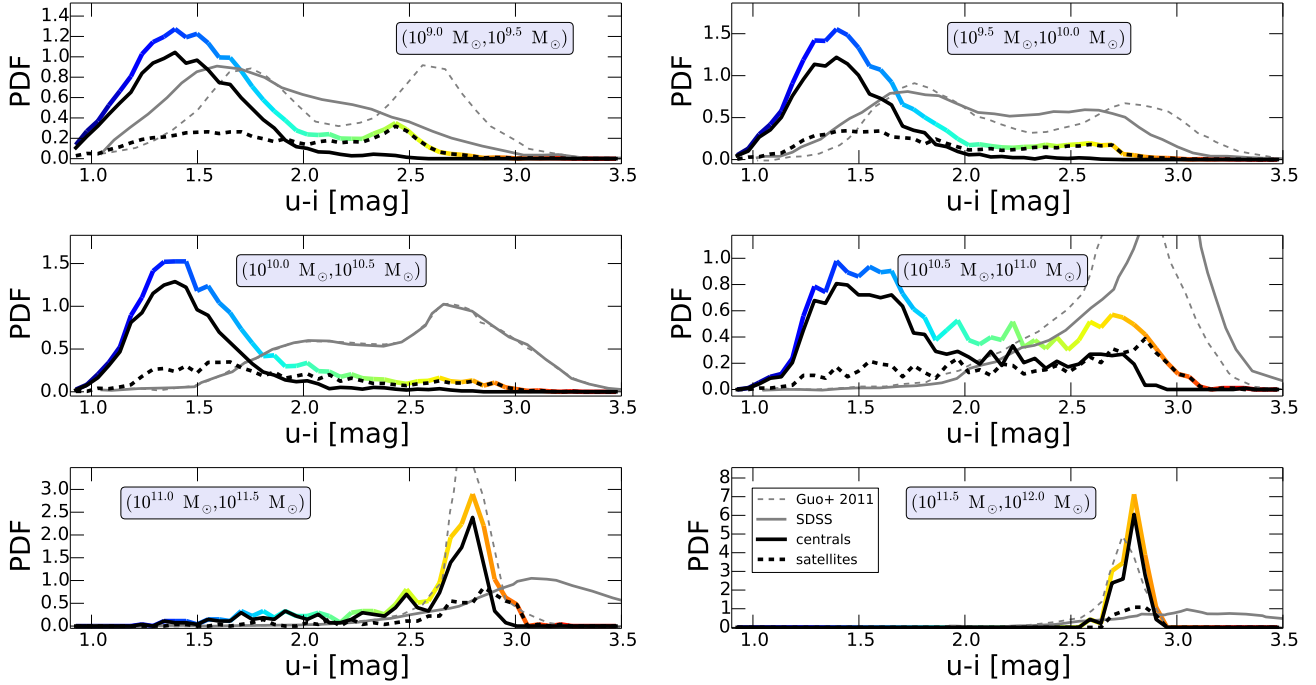 PDF
1.4
1.2
1.0
0.8
0.6
0.4
0.2
0.0
(10^9.0 M⊙,10^9.5 M⊙)
1.0 1.5 2.0 2.5 3.0 3.5
u-i [mag]
PDF
1.5
1.0
0.5
0.0
(10^9.5 M⊙,10^10.0 M⊙)
1.0 1.5 2.0 2.5 3.0 3.5
u-i [mag]
PDF
1.5
1.0
0.5
0.0
(10^10.0 M⊙,10^10.5 M⊙)
1.0 1.5 2.0 2.5 3.0 3.5
u-i [mag]
PDF
1.0
0.8
0.6
0.4
0.2
0.0
(10^10.5 M⊙,10^11.0 M⊙)
1.0 1.5 2.0 2.5 3.0 3.5
u-i [mag]
PDF
3.0
2.5
2.0
1.5
1.0
0.5
0.0
(10^11.0 M⊙,10^11.5 M⊙)
1.0 1.5 2.0 2.5 3.0 3.5
u-i [mag]
PDF
8
7
6
5
4
3
2
1
0
Guo+ 2011
SDSS
centrals
satellites
(10^11.5 M⊙,10^12.0 M⊙)
1.0 1.5 2.0 2.5 3.0 3.5
u-i [mag]